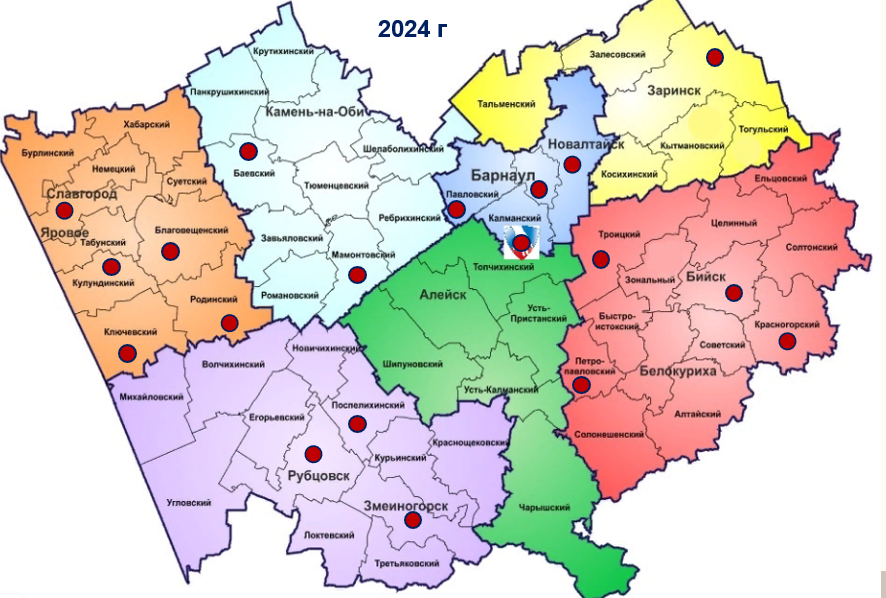 2024 г
Крутихинский
Панкрушихинский
Камень-на-Оби
Шелаболихинский
Баевский
Тюменцевский
Ребрихинский
Завьяловский
Мамонтовский
Романовский
Хабарский
Бурлинский
Немецкий
Суетский
Славгород
Яровое
Табунский
Благовещенский
Кулундинский
Родинский
Ключевский
Залесовский
Тальменский
Заринск
Тогульский
Кытмановский
Косихинский
Новалтайск
Барнаул
Павловский
Калманский
Топчихинский
Алейск
Усть-
Пристанский
Шипуновский
Усть-Калманский
Чарышский
Ельцовский
Троицкий
Целинный
Солтонский
Зональный
Бийск
Быстро-
истокский
Красногорский
Советский
Петро-
павловский
Белокуриха
Алтайский
Солонешенский
Новичихинский
Волчихинский
Михайловский
Поспелихинский
Егорьевский
Краснощековский
Курьинский
Рубцовск
Угловский
Змеиногорск
Локтевский
Третьяковский